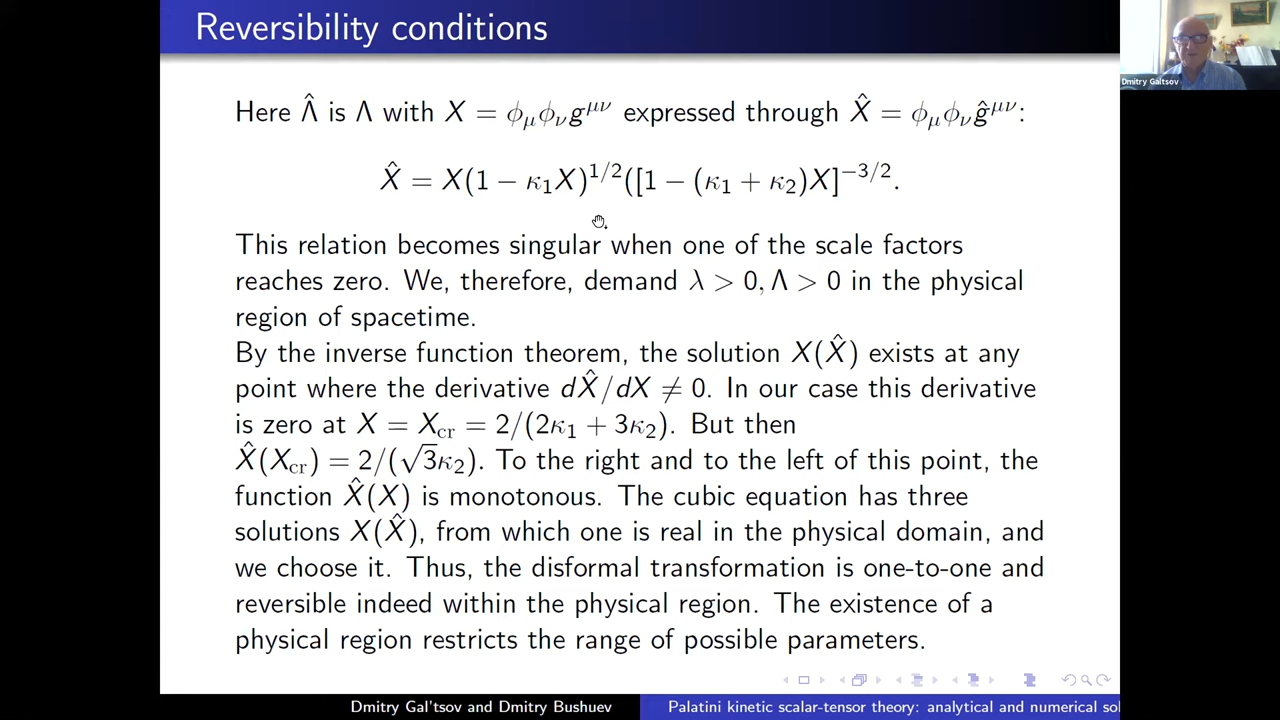 Reversibility conditions
Dmitry Galtsov
Here Λ̂ is Λ with X = ϕ_μϕ_νg^{μν} expressed through X̂ = ϕ_μϕ_νĝ^{μν}:
X̂ = X(1 − κ₁X)^{1/2}([1 − (κ₁ + κ₂)X]^{−3/2}.
This relation becomes singular when one of the scale factors
reaches zero. We, therefore, demand λ > 0, Λ > 0 in the physical
region of spacetime.
By the inverse function theorem, the solution X(X̂) exists at any
point where the derivative dX̂/dX ≠ 0. In our case this derivative
is zero at X = X_cr = 2/(2κ₁ + 3κ₂). But then
X̂(X_cr) = 2/(√3κ₂). To the right and to the left of this point, the
function X̂(X) is monotonous. The cubic equation has three
solutions X(X̂), from which one is real in the physical domain, and
we choose it. Thus, the disformal transformation is one-to-one and
reversible indeed within the physical region. The existence of a
physical region restricts the range of possible parameters.
Dmitry Gal'tsov and Dmitry Bushuev
Palatini kinetic scalar-tensor theory: analytical and numerical sol